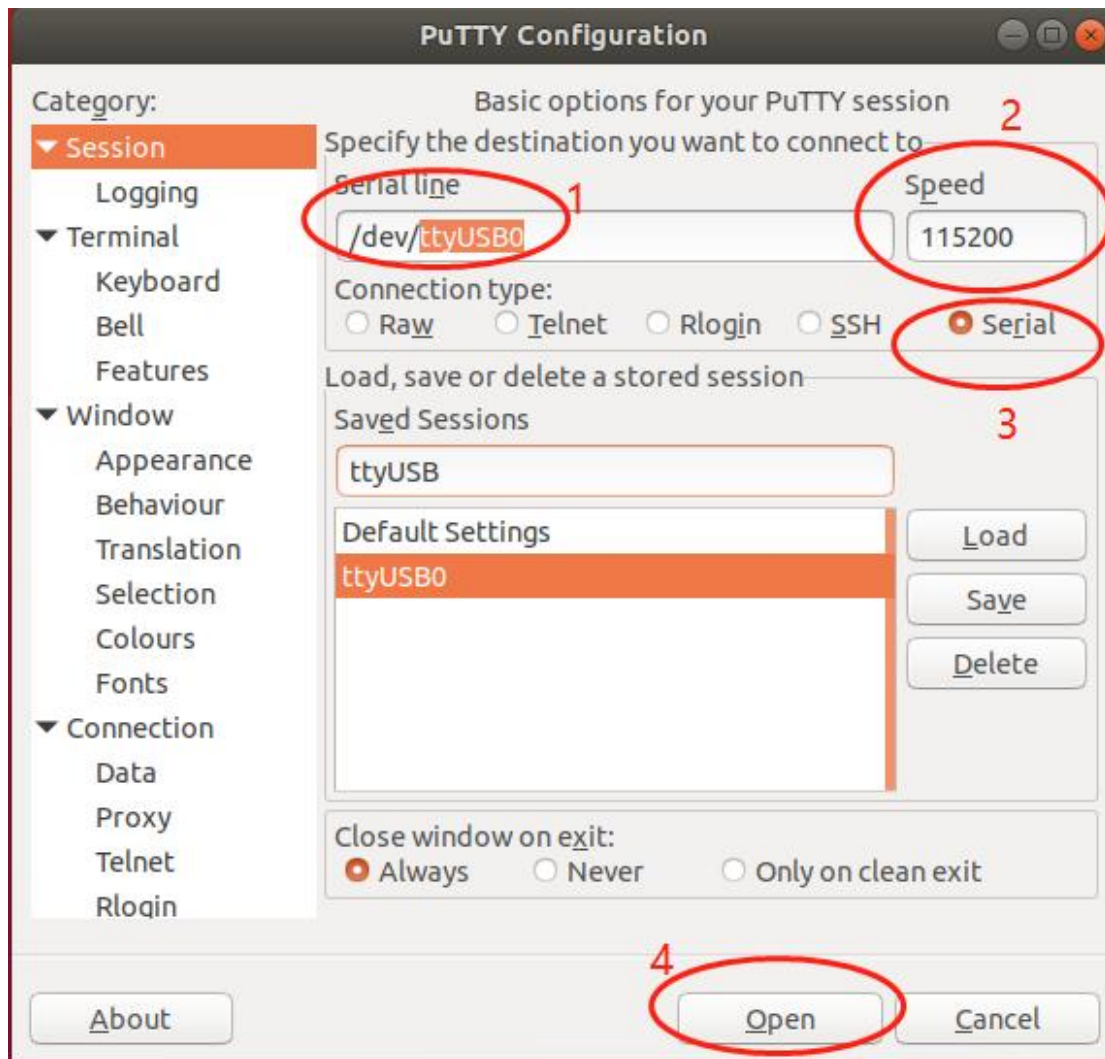 PuTTY Configuration
Category:
Basic options for your PuTTY session
Session
Logging
Terminal
Keyboard
Bell
Features
Window
Appearance
Behaviour
Translation
Selection
Colours
Fonts
Connection
Data
Proxy
Telnet
Rlogin
Specify the destination you want to connect to
2
Serial line
1
Speed
/dev/ttyUSB0
115200
Connection type:
Raw Telnet Rlogin SSH Serial
3
Load, save or delete a stored session
Saved Sessions
ttyUSB
Default Settings
ttyUSB0
Load
Save
Delete
Close window on exit:
Always Never Only on clean exit
4
About
Open
Cancel